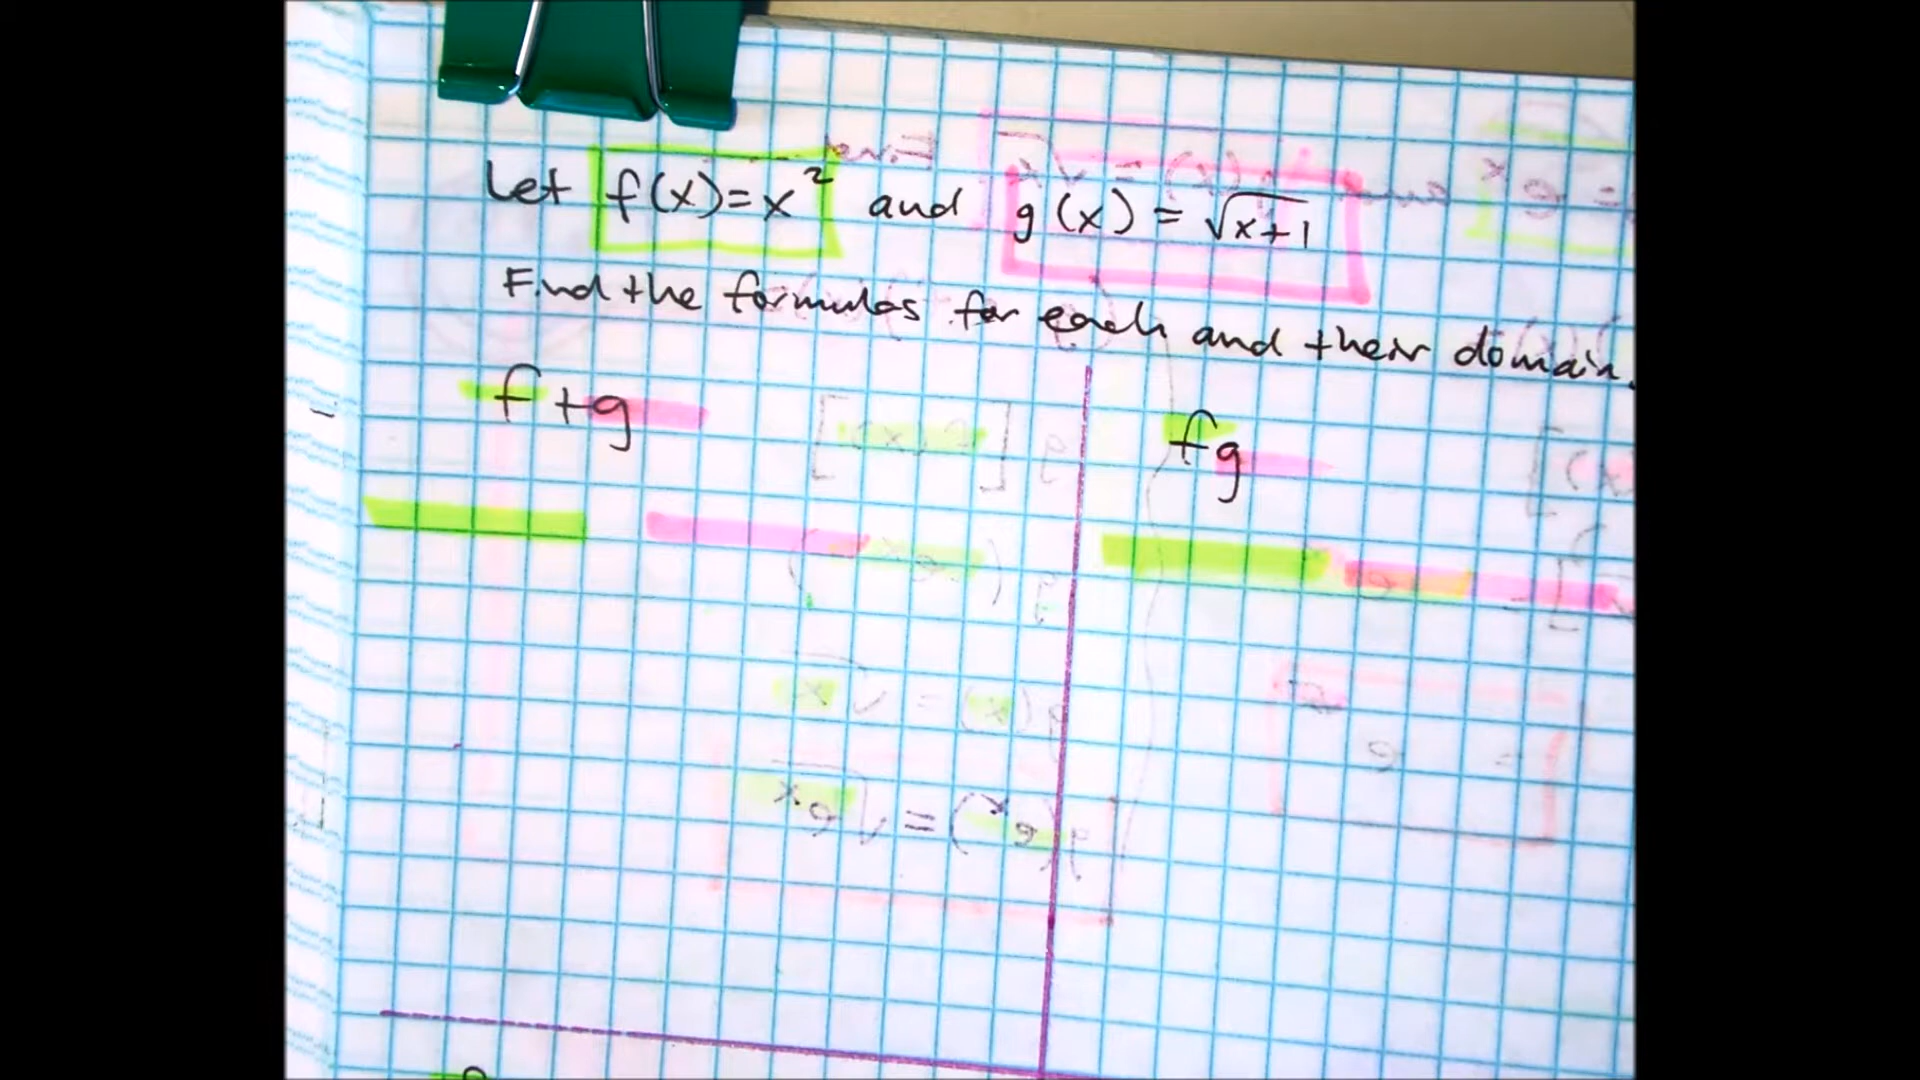 Let f(x)=x² and g(x) = √x+1
Find the formulas for each and their domain.
f+g
fg